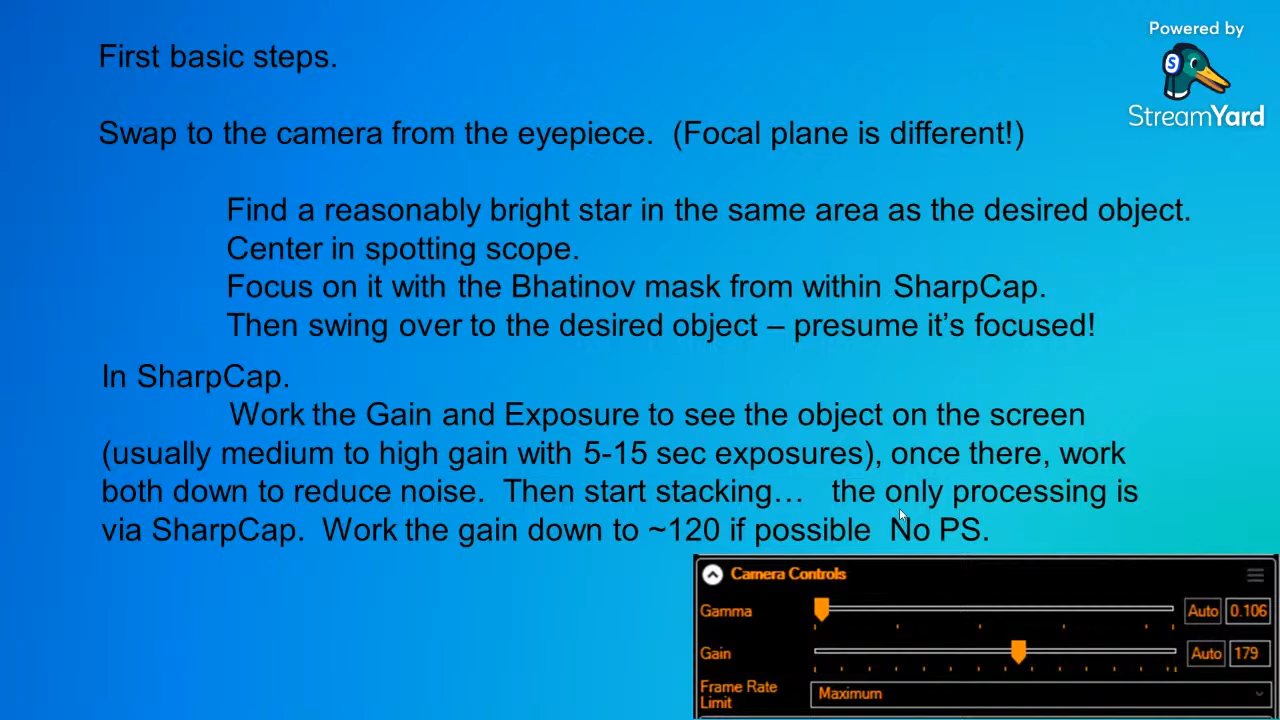 First basic steps.
Powered by
StreamYard
Swap to the camera from the eyepiece.  (Focal plane is different!)
Find a reasonably bright star in the same area as the desired object.
Center in spotting scope.
Focus on it with the Bhatinov mask from within SharpCap.
Then swing over to the desired object – presume it’s focused!
In SharpCap.
Work the Gain and Exposure to see the object on the screen
(usually medium to high gain with 5-15 sec exposures), once there, work
both down to reduce noise.  Then start stacking…   the only processing is
via SharpCap.  Work the gain down to ~120 if possible  No PS.
Camera Controls
Gamma Auto 0.106
Gain Auto 179
Frame Rate
Limit Maximum